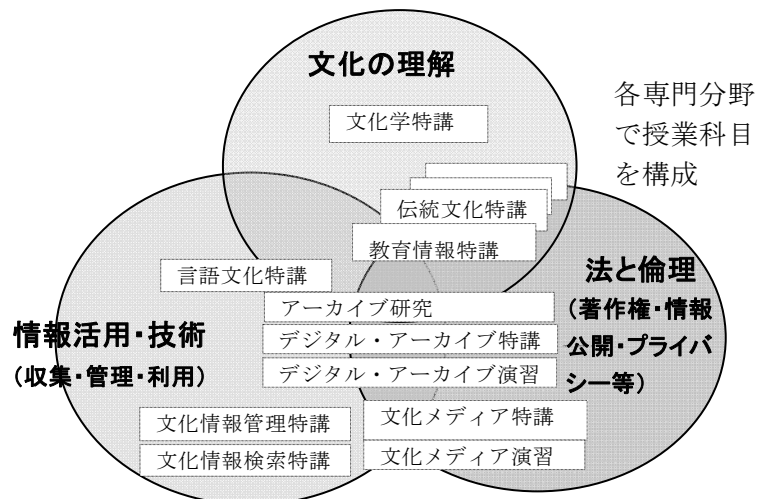 文化の理解
文化学特講
各専門分野
で授業科目
を構成
伝統文化特講
教育情報特講
言語文化特講
法と倫理
(著作権・情報
公開・プライバ
シー等)
アーカイブ研究
情報活用・技術
(収集・管理・利用)
デジタル・アーカイブ特講
デジタル・アーカイブ演習
文化情報管理特講
文化情報検索特講
文化メディア特講
文化メディア演習